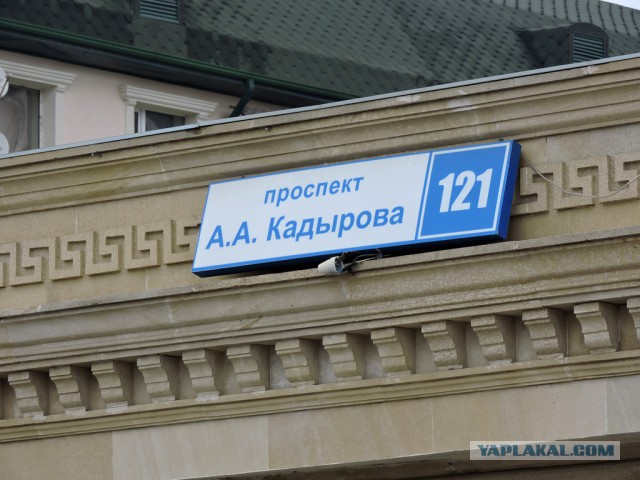 проспект
А.А. Кадырова
121
YAPLAKAL.COM